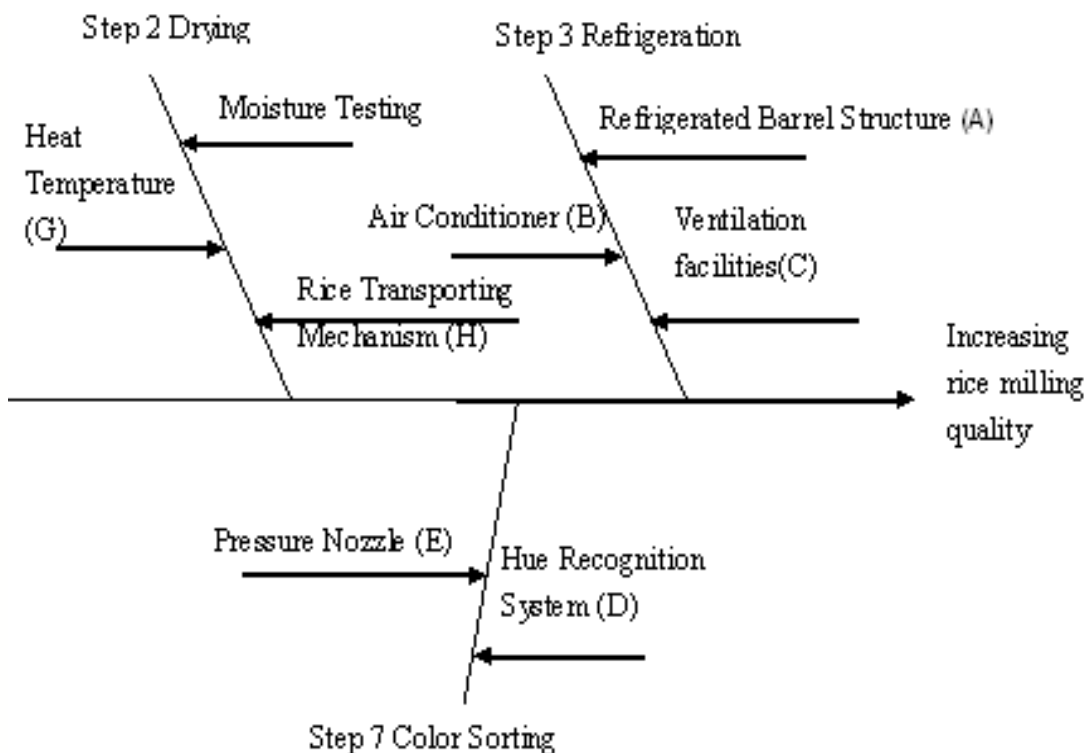 Step 2 Drying
Step 3 Refrigeration
Moisture Testing
Refrigerated Barrel Structure (A)
Heat
Temperature
(G)
Air Conditioner (B)
Ventilation
facilities(C)
Rice Transporting
Mechanism (H)
Increasing
rice milling
quality
Pressure Nozzle (E)
Hue Recognition
System (D)
Step 7 Color Sorting